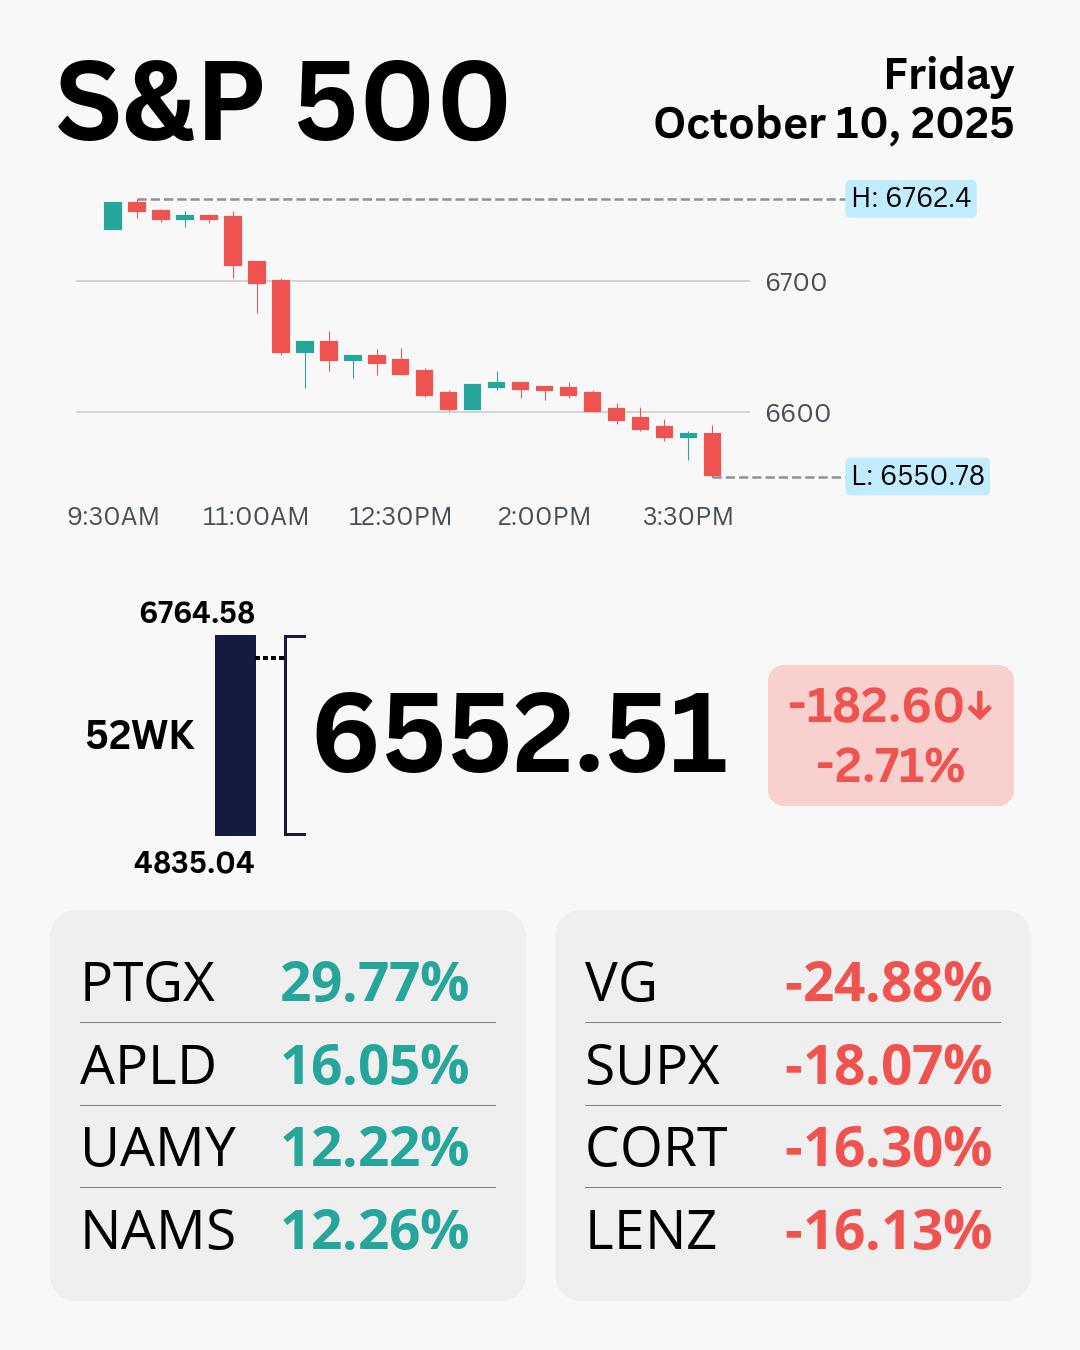 S&P 500
Friday
October 10, 2025
H: 6762.4
6700
6600
L: 6550.78
9:30AM 11:00AM 12:30PM 2:00PM 3:30PM
6764.58
52WK
4835.04
6552.51
-182.60↓
-2.71%
PTGX 29.77%
APLD 16.05%
UAMY 12.22%
NAMS 12.26%
VG -24.88%
SUPX -18.07%
CORT -16.30%
LENZ -16.13%